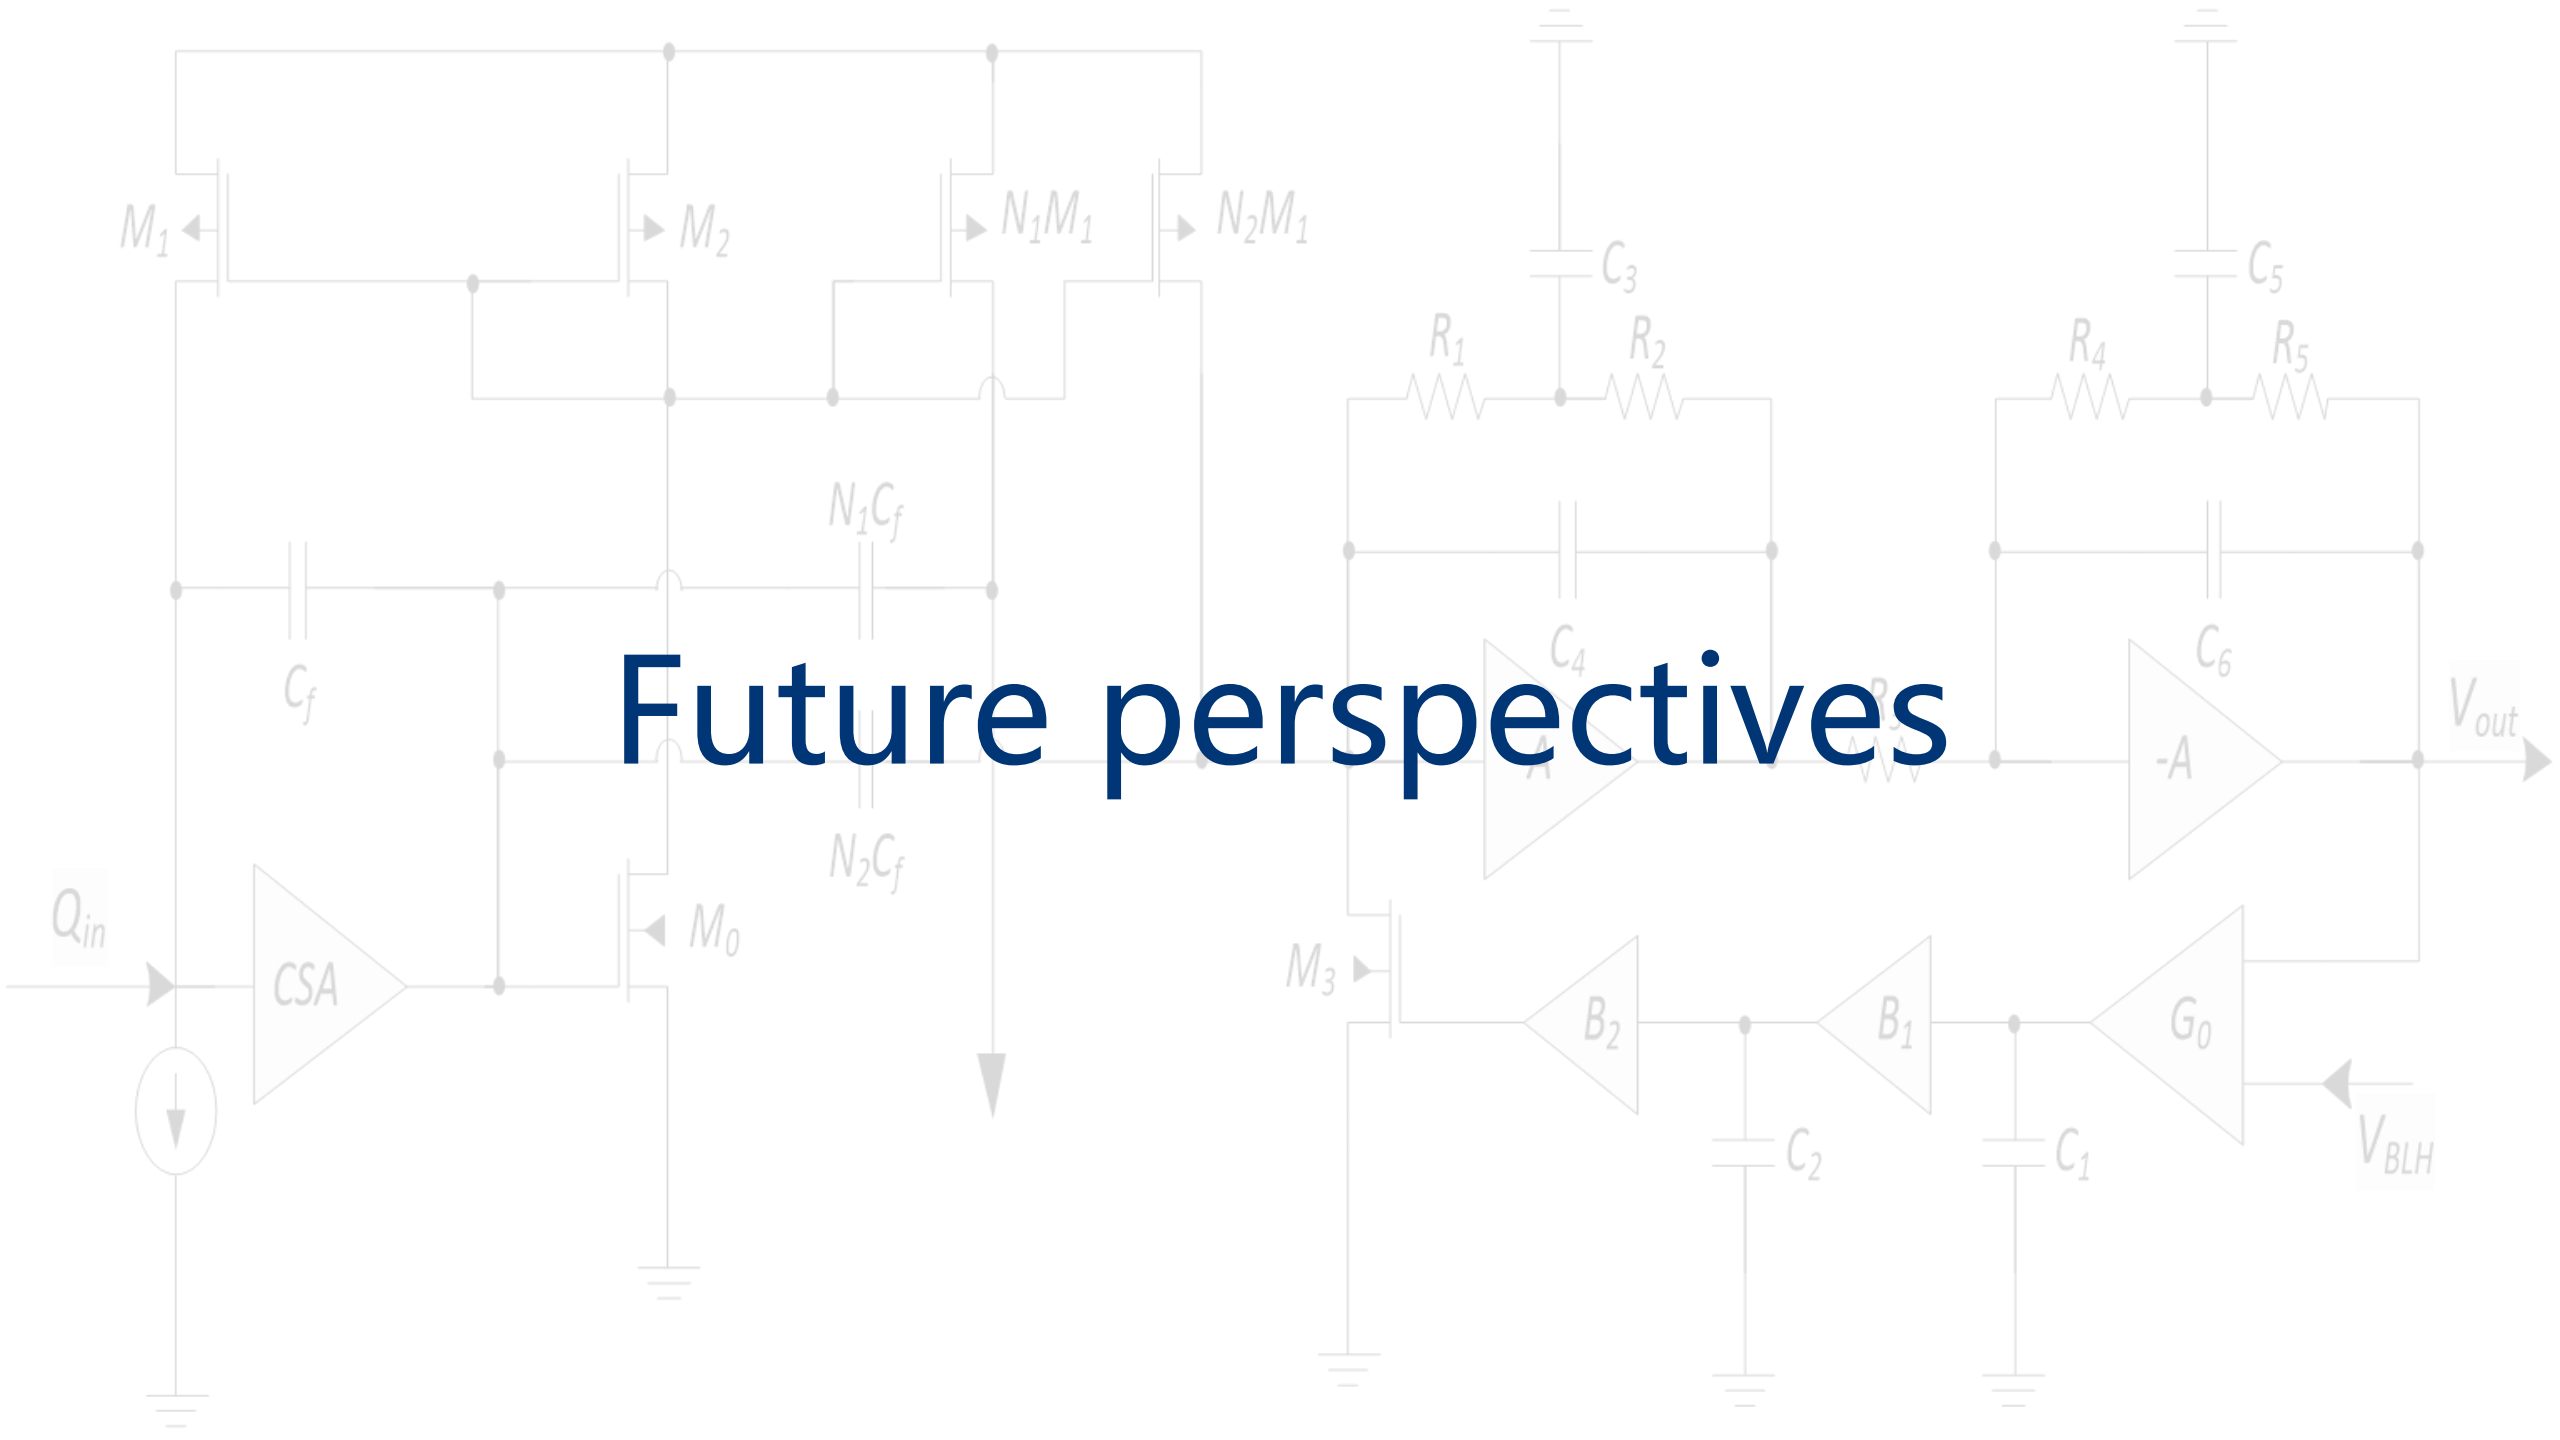 M1
M2
N1M1
N2M1
C3
C5
R1
R2
R4
R5
N1Cf
Cf
C4
C6
R3
Vout
Future perspectives
A
-A
N2Cf
Qin
M0
CSA
M3
B2
B1
G0
C2
C1
VBLH